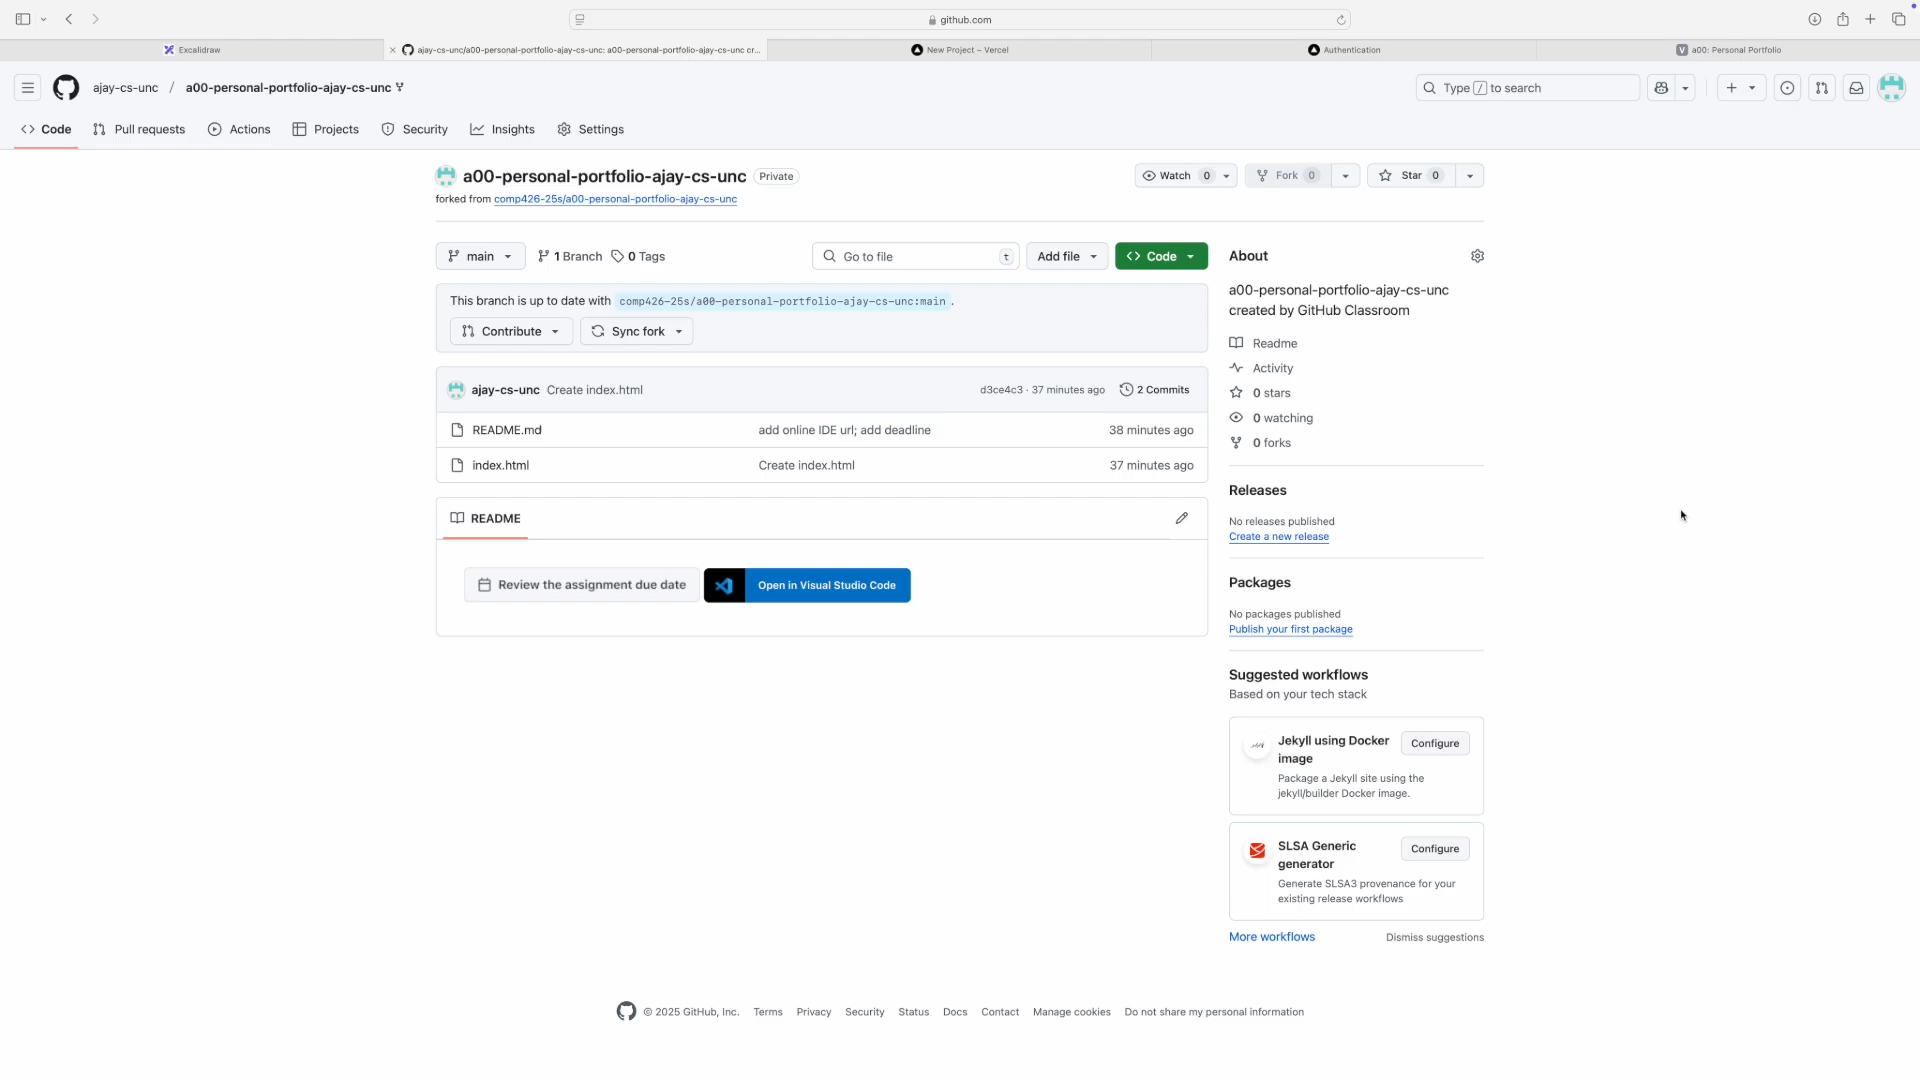 github.com
Excalidraw
ajay-cs-unc/a00-personal-portfolio-ajay-cs-unc: a00-personal-portfolio-ajay-cs-unc cr...
New Project – Vercel
Authentication
a00: Personal Portfolio
ajay-cs-unc / a00-personal-portfolio-ajay-cs-unc
Type / to search
Code
Pull requests
Actions
Projects
Security
Insights
Settings
a00-personal-portfolio-ajay-cs-unc Private
Watch 0
Fork 0
Star 0
forked from comp426-25s/a00-personal-portfolio-ajay-cs-unc
main
1 Branch
0 Tags
Go to file t
Add file
Code
This branch is up to date with comp426-25s/a00-personal-portfolio-ajay-cs-unc:main .
Contribute
Sync fork
ajay-cs-unc Create index.html d3ce4c3 · 37 minutes ago 2 Commits
README.md add online IDE url; add deadline 38 minutes ago
index.html Create index.html 37 minutes ago
README
Review the assignment due date
Open in Visual Studio Code
About
a00-personal-portfolio-ajay-cs-unc
created by GitHub Classroom
Readme
Activity
0 stars
0 watching
0 forks
Releases
No releases published
Create a new release
Packages
No packages published
Publish your first package
Suggested workflows
Based on your tech stack
Jekyll using Docker
image
Configure
Package a Jekyll site using the
jekyll/builder Docker image.
SLSA Generic
generator
Configure
Generate SLSA3 provenance for your
existing release workflows
More workflows
Dismiss suggestions
© 2025 GitHub, Inc. Terms Privacy Security Status Docs Contact Manage cookies Do not share my personal information